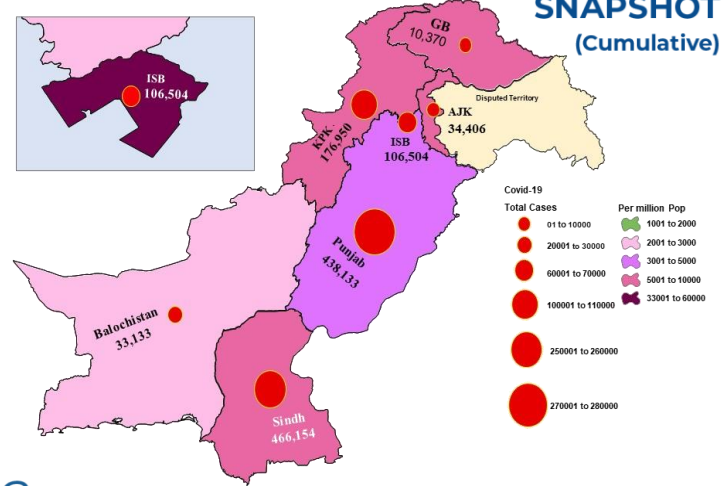 SNAPSHOT
(Cumulative)
ISB
106,504
GB
10,370
Disputed Territory
AJK
34,406
KPK
176,950
ISB
106,504
Punjab
438,133
Balochistan
33,133
Sindh
466,154
Covid-19
Total Cases
01 to 10000
20001 to 30000
60001 to 70000
100001 to 110000
250001 to 260000
270001 to 280000
Per million Pop
1001 to 2000
2001 to 3000
3001 to 5000
5001 to 10000
33001 to 60000